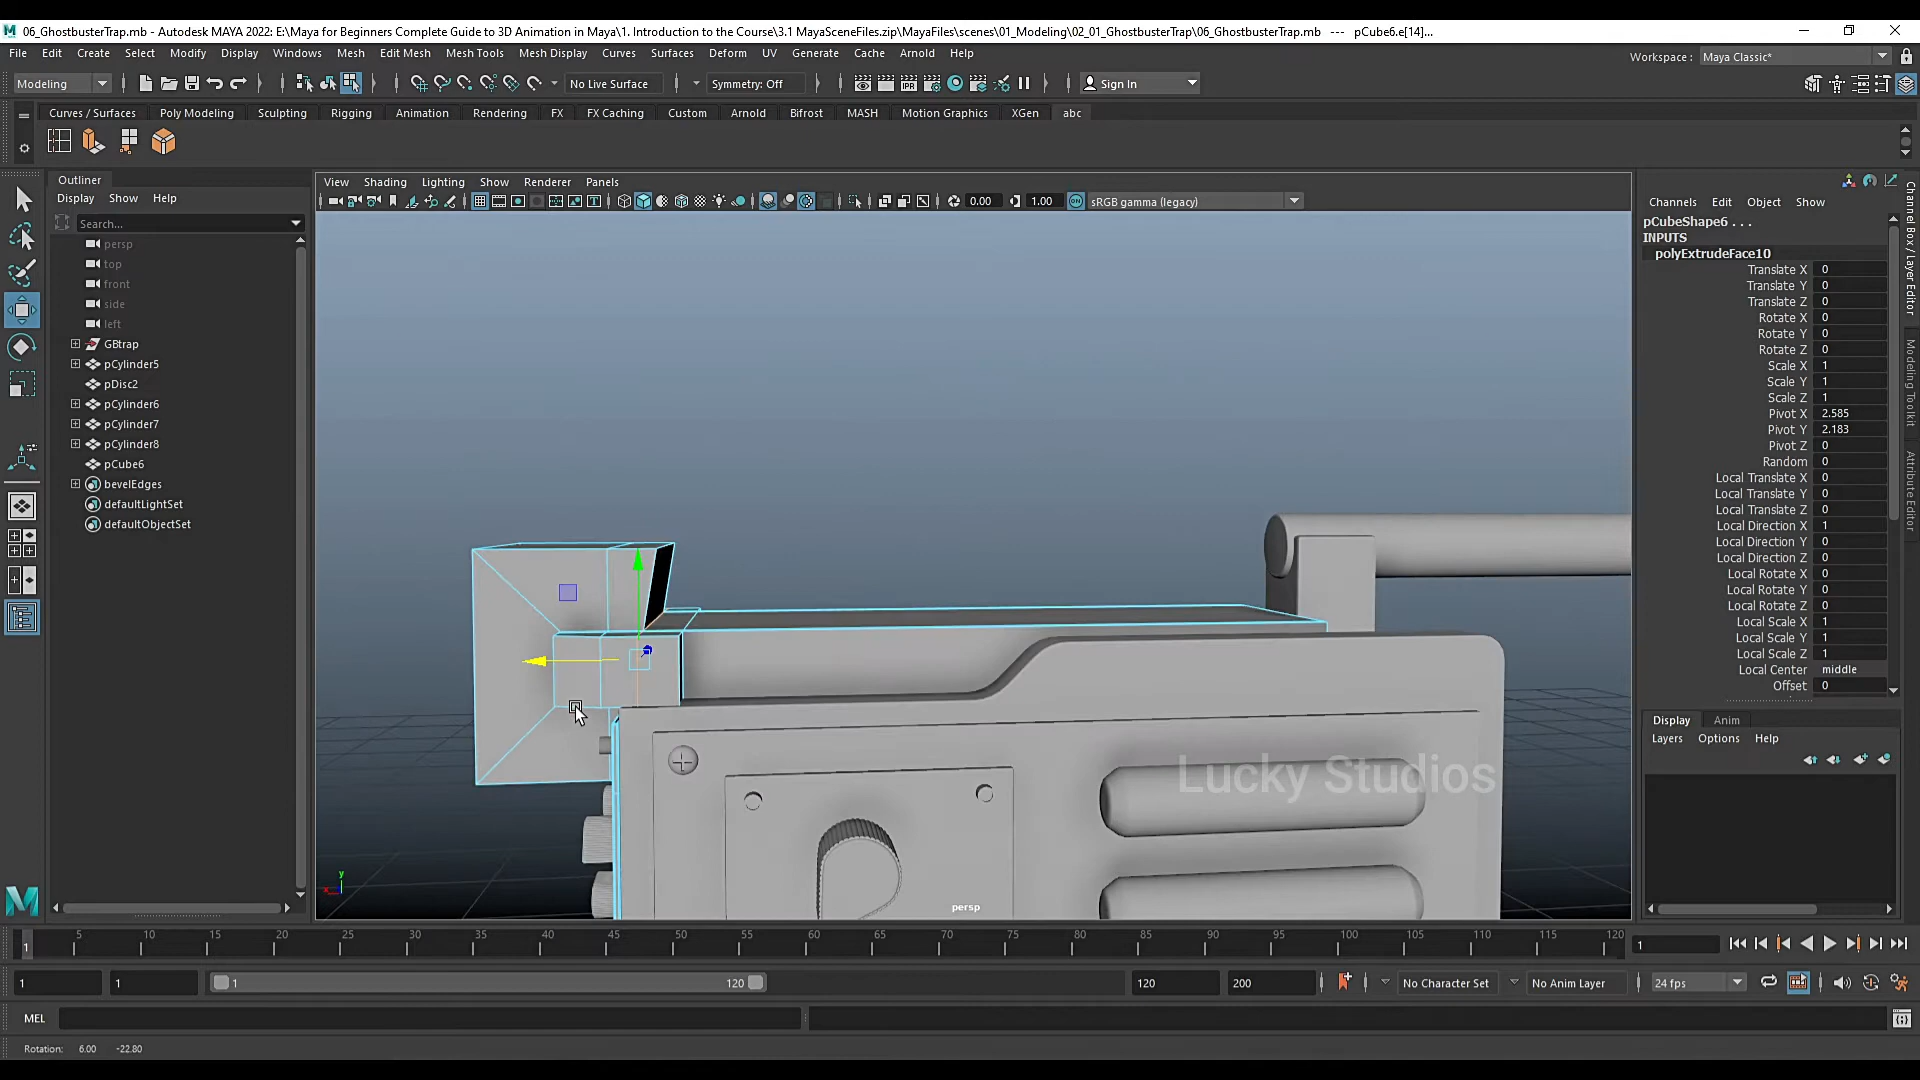 06_GhostbusterTrap.mb - Autodesk MAYA 2022: E:\Maya for Beginners Complete Guide to 3D Animation in Maya\1. Introduction to the Course\3.1 MayaSceneFiles.zip\MayaFiles\scenes\01_Modeling\02_01_GhostbusterTrap\06_GhostbusterTrap.mb --- pCube6.e[14]...
File Edit Create Select Modify Display Windows Mesh Edit Mesh Mesh Tools Mesh Display Curves Surfaces Deform UV Generate Cache Arnold Help
Workspace : Maya Classic*
Modeling No Live Surface Symmetry: Off IPR Sign In
Curves / Surfaces Poly Modeling Sculpting Rigging Animation Rendering FX FX Caching Custom Arnold Bifrost MASH Motion Graphics XGen abc
Outliner
Display Show Help
Search...
persp
top
front
side
left
GBtrap
pCylinder5
pDisc2
pCylinder6
pCylinder7
pCylinder8
pCube6
bevelEdges
defaultLightSet
defaultObjectSet
View Shading Lighting Show Renderer Panels
0.00 1.00 ON sRGB gamma (legacy)
Lucky Studios
persp
y
x
Channels Edit Object Show
pCubeShape6 . . .
INPUTS
polyExtrudeFace10
Translate X 0
Translate Y 0
Translate Z 0
Rotate X 0
Rotate Y 0
Rotate Z 0
Scale X 1
Scale Y 1
Scale Z 1
Pivot X 2.585
Pivot Y 2.183
Pivot Z 0
Random 0
Local Translate X 0
Local Translate Y 0
Local Translate Z 0
Local Direction X 1
Local Direction Y 0
Local Direction Z 0
Local Rotate X 0
Local Rotate Y 0
Local Rotate Z 0
Local Scale X 1
Local Scale Y 1
Local Scale Z 1
Local Center middle
Offset 0
Display Anim
Layers Options Help
Channel Box / Layer Editor
Modeling Toolkit
Attribute Editor
1 5 10 15 20 25 30 35 40 45 50 55 60 65 70 75 80 85 90 95 100 105 110 115 120 1
1 1 1 120 120 200 No Character Set No Anim Layer 24 fps
MEL
Rotation: 6.00 -22.80